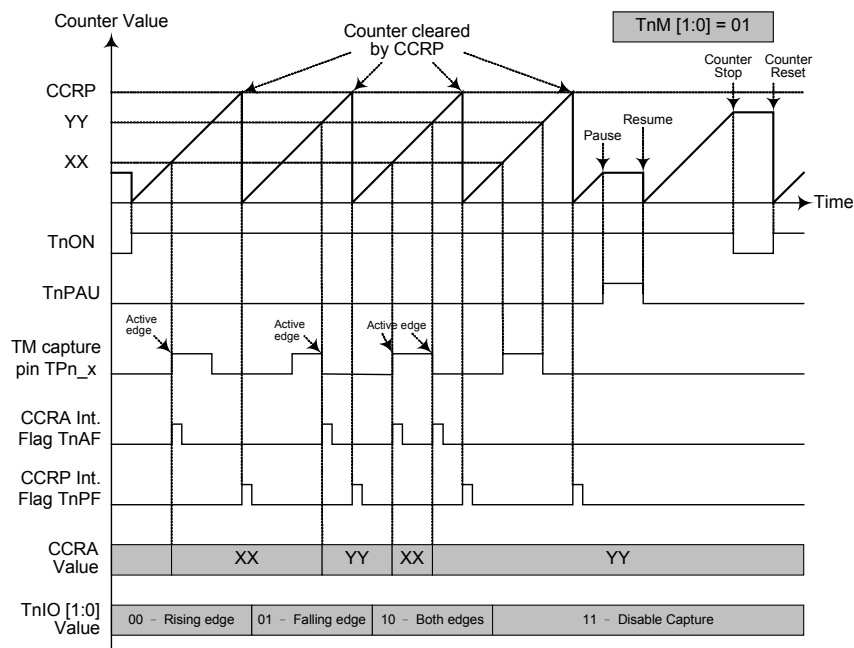 Counter Value
TnM [1:0] = 01
Counter cleared
by CCRP
Counter
Stop
Counter
Reset
CCRP
YY
Pause
Resume
XX
Time
TnON
TnPAU
Active
edge
Active
edge
Active edge
TM capture
pin TPn_x
CCRA Int.
Flag TnAF
CCRP Int.
Flag TnPF
CCRA
Value
XX
YY
XX
YY
TnIO [1:0]
Value
00 - Rising edge
01 - Falling edge
10 - Both edges
11 - Disable Capture